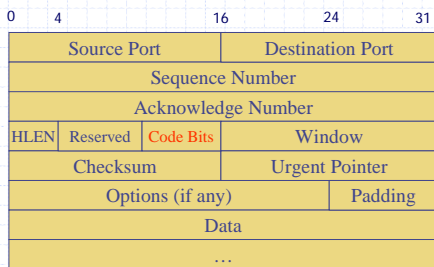 0 4 16 24 31
Source Port Destination Port
Sequence Number
Acknowledge Number
HLEN Reserved Code Bits Window
Checksum Urgent Pointer
Options (if any) Padding
Data
…